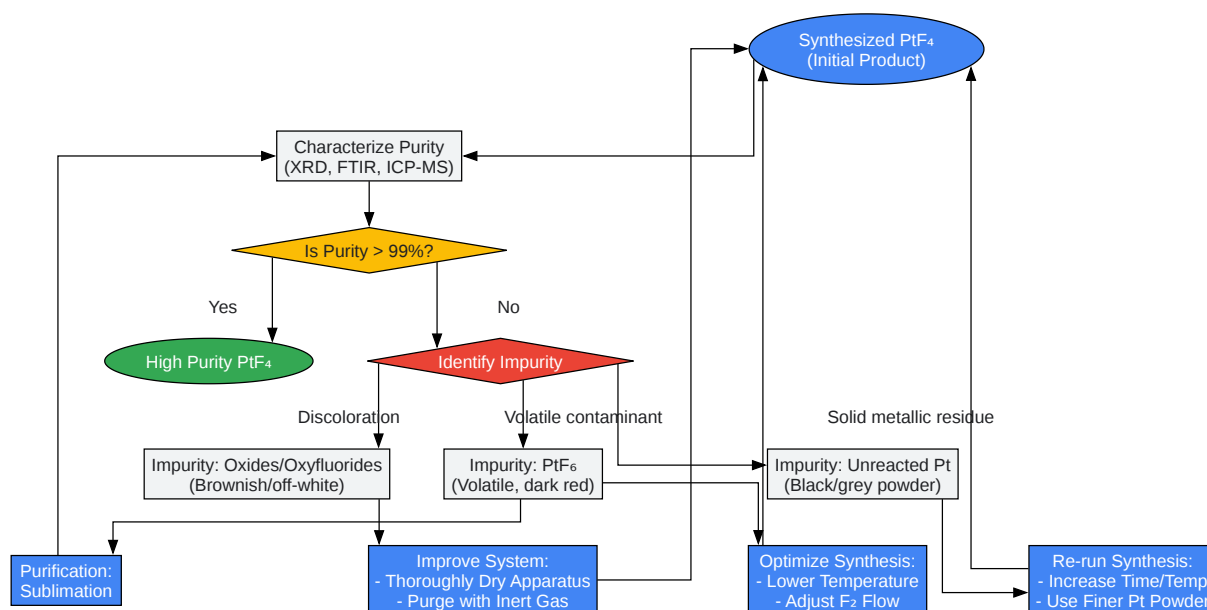 Synthesized PtF₄
(Initial Product)
Characterize Purity
(XRD, FTIR, ICP-MS)
Is Purity > 99%?
Yes
No
High Purity PtF₄
Identify Impurity
Discoloration
Volatile contaminant
Solid metallic residue
Impurity: Oxides/Oxyfluorides
(Brownish/off-white)
Impurity: PtF₆
(Volatile, dark red)
Impurity: Unreacted Pt
(Black/grey powder)
Purification:
Sublimation
Improve System:
- Thoroughly Dry Apparatus
- Purge with Inert Gas
Optimize Synthesis:
- Lower Temperature
- Adjust F₂ Flow
Re-run Synthesis:
- Increase Time/Temp
- Use Finer Pt Powder